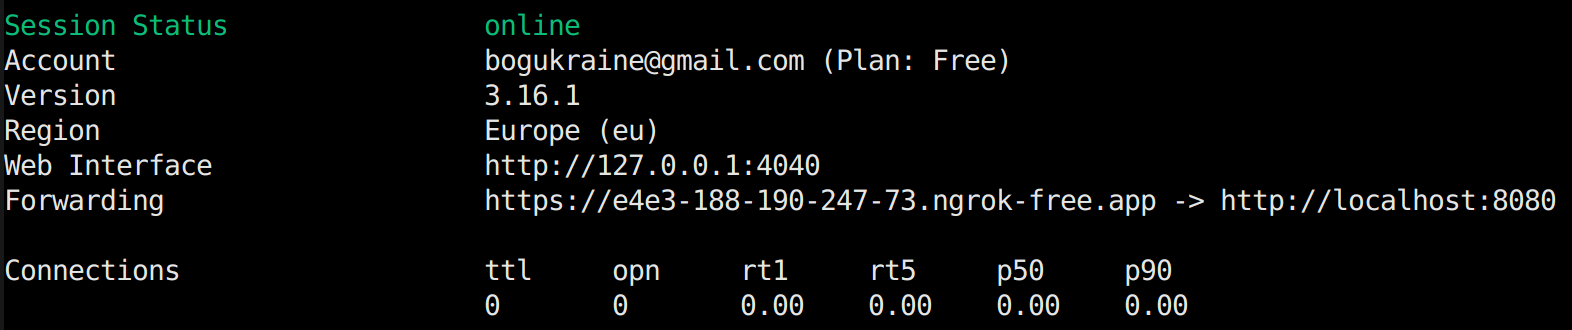 Session Status online
Account bogukraine@gmail.com (Plan: Free)
Version 3.16.1
Region Europe (eu)
Web Interface http://127.0.0.1:4040
Forwarding https://e4e3-188-190-247-73.ngrok-free.app -> http://localhost:8080
Connections ttl opn rt1 rt5 p50 p90
0 0 0.00 0.00 0.00 0.00